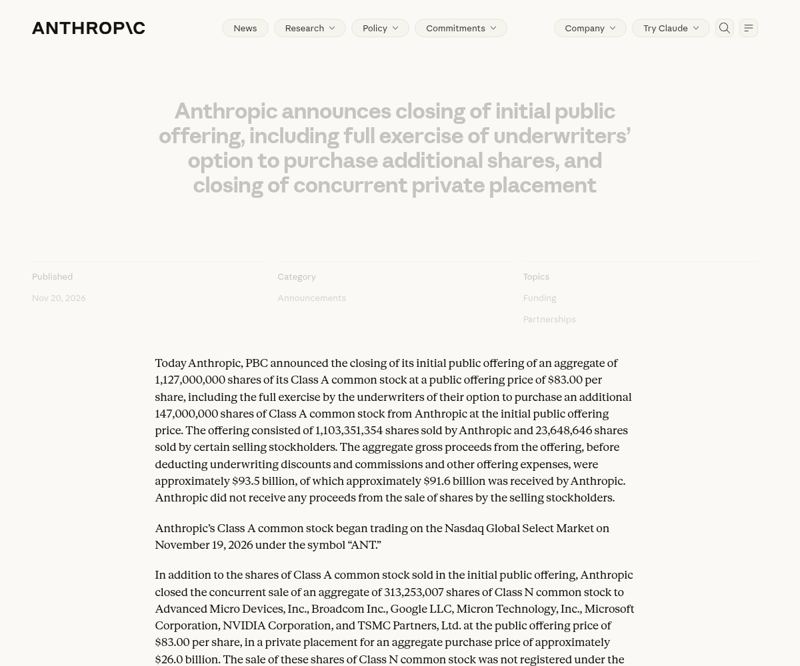 ANTHROP\C
News
Research
Policy
Commitments
Company
Try Claude
Anthropic announces closing of initial public
offering, including full exercise of underwriters’
option to purchase additional shares, and
closing of concurrent private placement
Published
Nov 20, 2026
Category
Announcements
Topics
Funding
Partnerships
Today Anthropic, PBC announced the closing of its initial public offering of an aggregate of
1,127,000,000 shares of its Class A common stock at a public offering price of $83.00 per
share, including the full exercise by the underwriters of their option to purchase an additional
147,000,000 shares of Class A common stock from Anthropic at the initial public offering
price. The offering consisted of 1,103,351,354 shares sold by Anthropic and 23,648,646 shares
sold by certain selling stockholders. The aggregate gross proceeds from the offering, before
deducting underwriting discounts and commissions and other offering expenses, were
approximately $93.5 billion, of which approximately $91.6 billion was received by Anthropic.
Anthropic did not receive any proceeds from the sale of shares by the selling stockholders.
Anthropic’s Class A common stock began trading on the Nasdaq Global Select Market on
November 19, 2026 under the symbol “ANT.”
In addition to the shares of Class A common stock sold in the initial public offering, Anthropic
closed the concurrent sale of an aggregate of 313,253,007 shares of Class N common stock to
Advanced Micro Devices, Inc., Broadcom Inc., Google LLC, Micron Technology, Inc., Microsoft
Corporation, NVIDIA Corporation, and TSMC Partners, Ltd. at the public offering price of
$83.00 per share, in a private placement for an aggregate purchase price of approximately
$26.0 billion. The sale of these shares of Class N common stock was not registered under the